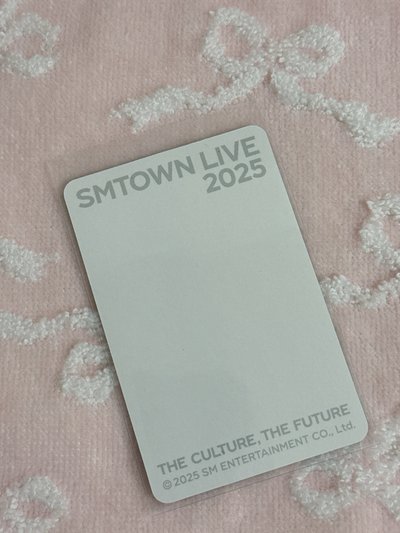 SMTOWN LIVE
2025
THE CULTURE, THE FUTURE
©2025 SM ENTERTAINMENT CO., Ltd.